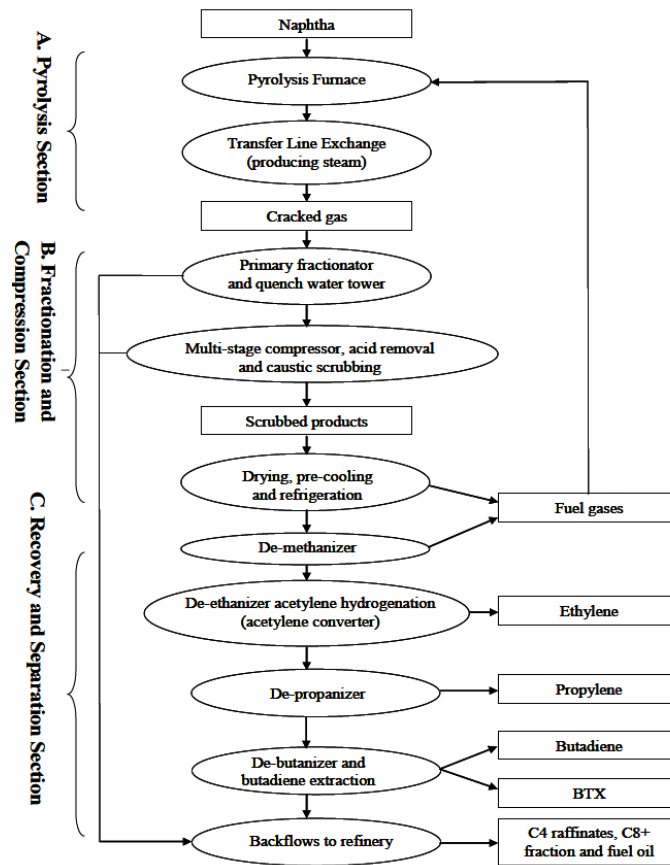 A. Pyrolysis Section
Naphtha
Pyrolysis Furnace
Transfer Line Exchange
(producing steam)
Cracked gas
B. Fractionation and
Compression Section
Primary fractionator
and quench water tower
Multi-stage compressor, acid removal
and caustic scrubbing
Scrubbed products
Drying, pre-cooling
and refrigeration
Fuel gases
C. Recovery and Separation Section
De-methanizer
De-ethanizer acetylene hydrogenation
(acetylene converter)
Ethylene
De-propanizer
Propylene
De-butanizer and
butadiene extraction
Butadiene
BTX
Backflows to refinery
C4 raffinates, C8+
fraction and fuel oil